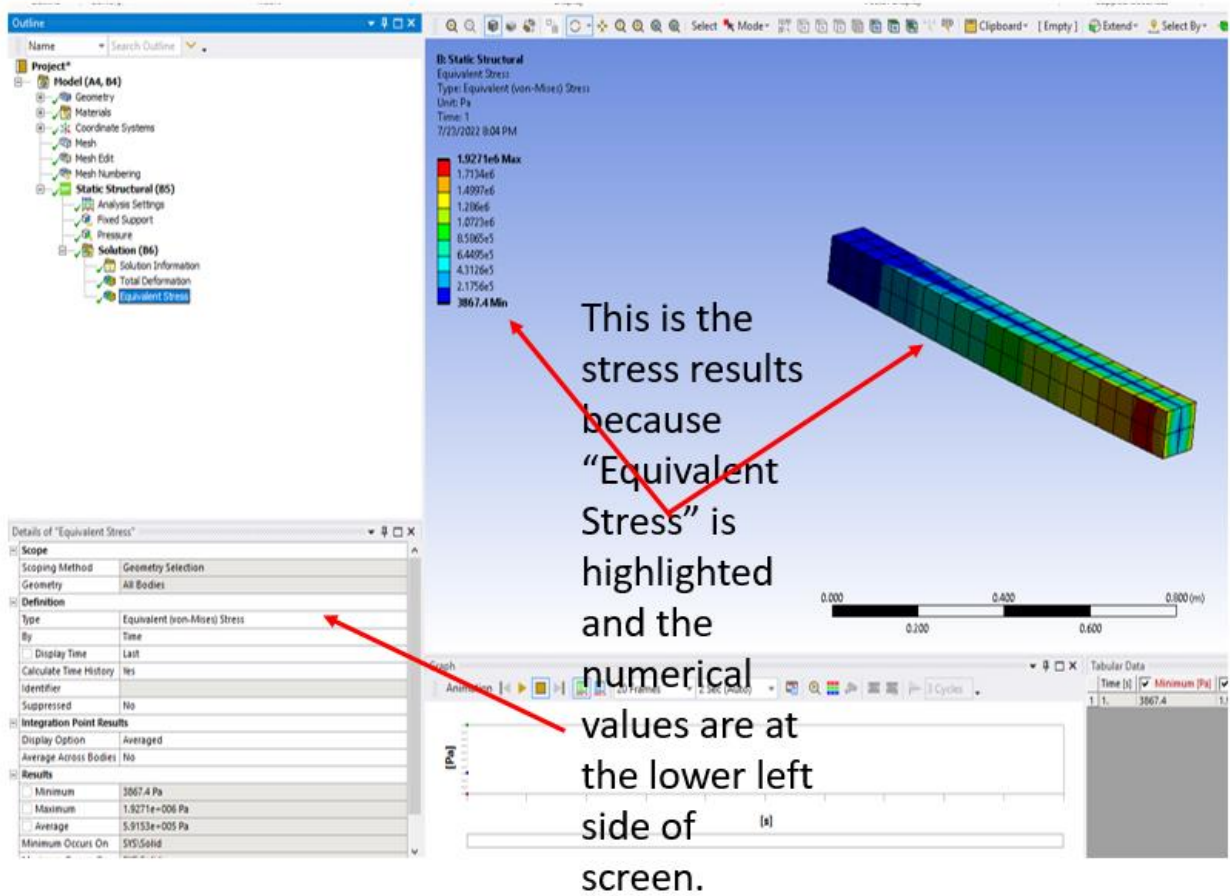 Outline
Name Search Outline
Project*
Model (A4, B4)
Geometry
Materials
Coordinate Systems
Mesh
Mesh Edit
Mesh Numbering
Static Structural (B5)
Analysis Settings
Fixed Support
Pressure
Solution (B6)
Solution Information
Total Deformation
Equivalent Stress
Select Mode Clipboard [Empty] Extend Select By
B: Static Structural
Equivalent Stress
Type: Equivalent (von-Mises) Stress
Unit: Pa
Time: 1
7/23/2022 8:04 PM
1.9271e6 Max
1.7134e6
1.4997e6
1.286e6
1.0723e6
8.5865e5
6.4495e5
4.3126e5
2.1756e5
3867.4 Min
This is the
stress results
because
“Equivalent
Stress” is
highlighted
and the
numerical
values are at
the lower left
side of
screen.
0.000 0.400 0.800 (m)
0.200 0.600
Details of "Equivalent Stress"
Scope
Scoping Method Geometry Selection
Geometry All Bodies
Definition
Type Equivalent (von-Mises) Stress
By Time
Display Time Last
Calculate Time History Yes
Identifier
Suppressed No
Integration Point Results
Display Option Averaged
Average Across Bodies No
Results
Minimum 3867.4 Pa
Maximum 1.9271e+006 Pa
Average 5.9153e+005 Pa
Minimum Occurs On SYS\Solid
Graph
Animation 20 Frames 2 Sec (Auto) 3 Cycles
[Pa]
[s]
Tabular Data
Time [s] Minimum [Pa]
1 1. 3867.4